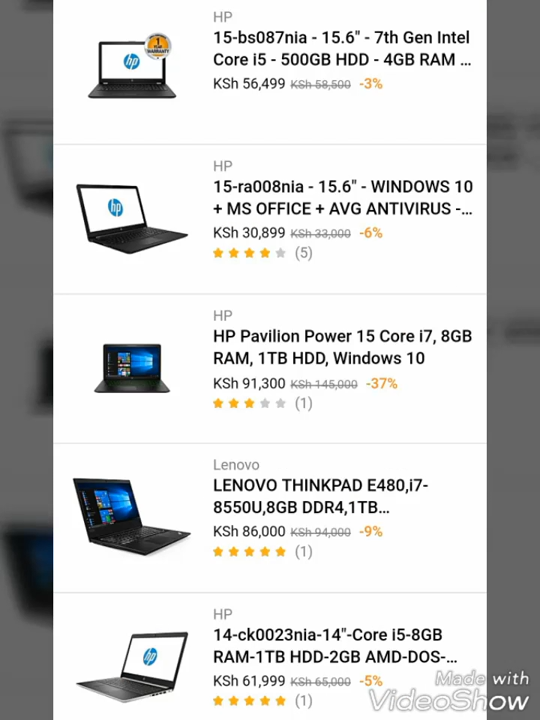 HP
15-bs087nia - 15.6" - 7th Gen Intel
Core i5 - 500GB HDD - 4GB RAM ...
KSh 56,499 KSh 58,500 -3%
HP
15-ra008nia - 15.6" - WINDOWS 10
+ MS OFFICE + AVG ANTIVIRUS -...
KSh 30,899 KSh 33,000 -6%
(5)
HP
HP Pavilion Power 15 Core i7, 8GB
RAM, 1TB HDD, Windows 10
KSh 91,300 KSh 145,000 -37%
(1)
Lenovo
LENOVO THINKPAD E480,i7-
8550U,8GB DDR4,1TB...
KSh 86,000 KSh 94,000 -9%
(1)
HP
14-ck0023nia-14"-Core i5-8GB
RAM-1TB HDD-2GB AMD-DOS-...
KSh 61,999 KSh 65,000 -5%
(1)
Made with
VideoShow